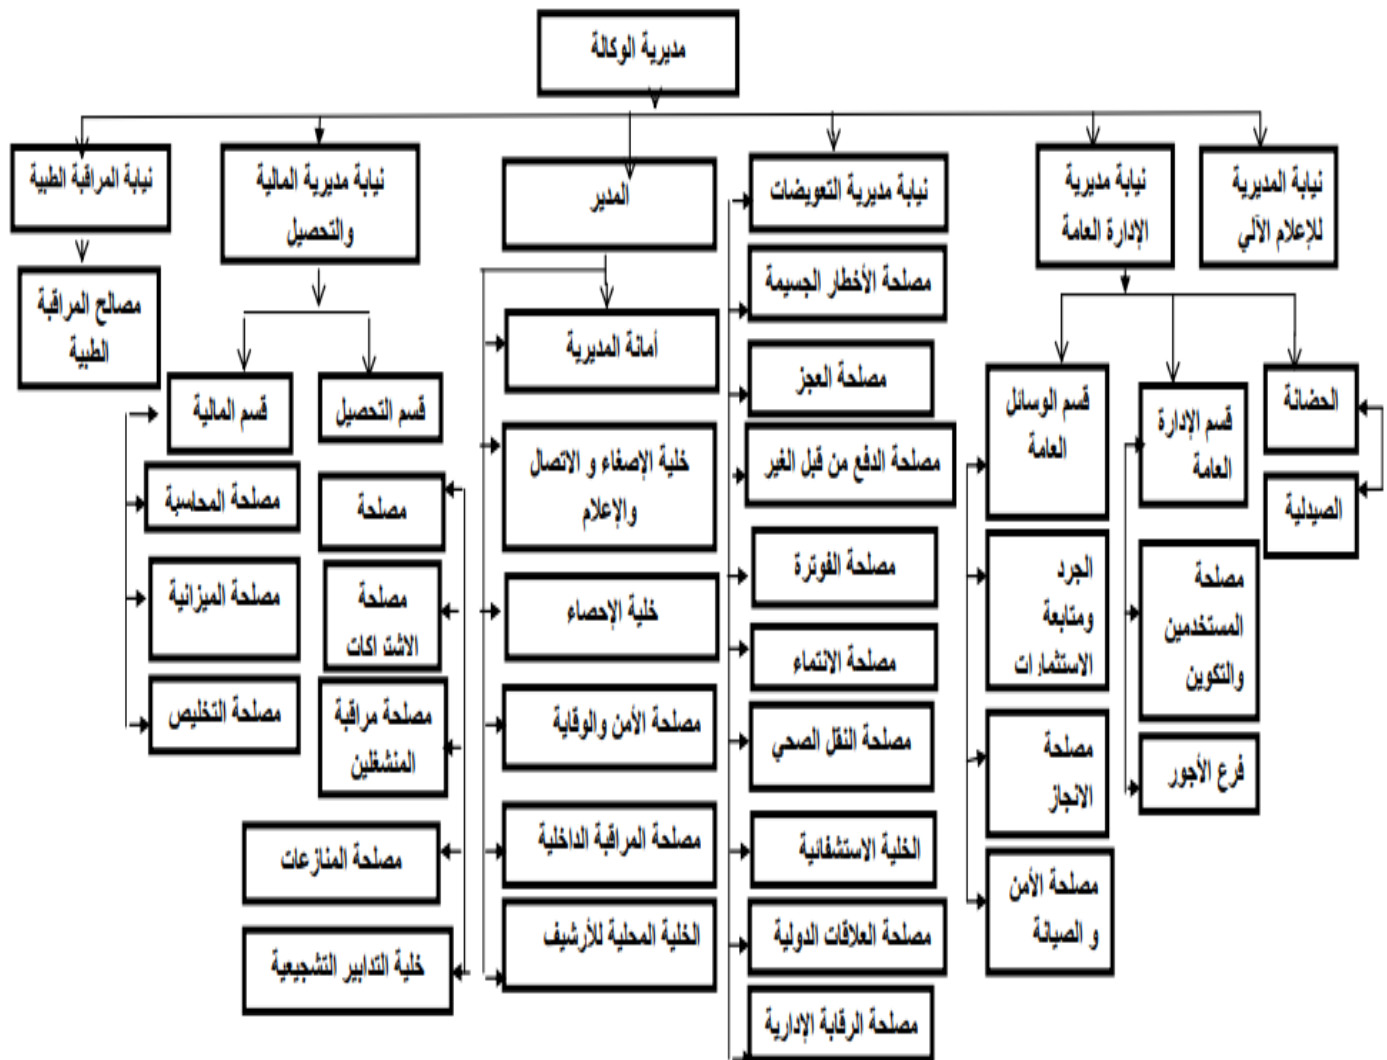 مديرية الوكالة
نيابة المديرية
للإعلام الآلي
نيابة مديرية
الإدارة العامة
نيابة مديرية التعويضات
المدير
نيابة مديرية المالية
والتحصيل
نيابة المراقبة الطبية
الحضانة
الصيدلية
قسم الإدارة
العامة
مصلحة
المستخدمين
والتكوين
فرع الأجور
قسم الوسائل
العامة
الجرد
ومتابعة
الاستثمارات
مصلحة
الانجاز
مصلحة الأمن
و الصيانة
مصلحة الأخطار الجسيمة
مصلحة العجز
مصلحة الدفع من قبل الغير
مصلحة الفوترة
مصلحة الانتماء
مصلحة النقل الصحي
الخلية الاستشفائية
مصلحة العلاقات الدولية
مصلحة الرقابة الإدارية
أمانة المديرية
خلية الإصغاء و الاتصال
والإعلام
خلية الإحصاء
مصلحة الأمن والوقاية
مصلحة المراقبة الداخلية
الخلية المحلية للأرشيف
قسم التحصيل
مصلحة
مصلحة
الاشتراكات
مصلحة مراقبة
المنشغلين
مصلحة المنازعات
خلية التدابير التشجيعية
قسم المالية
مصلحة المحاسبة
مصلحة الميزانية
مصلحة التخليص
مصالح المراقبة
الطبية